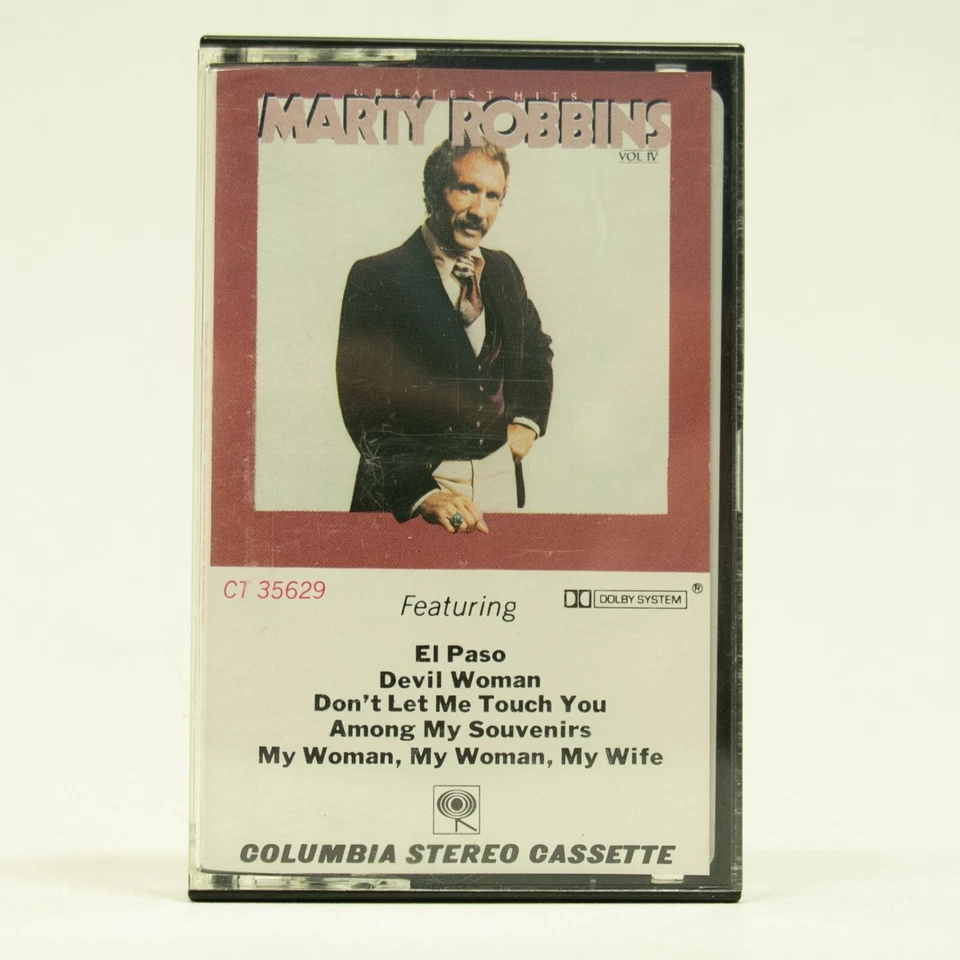 GREATEST HITS
MARTY ROBBINS
VOL IV
CT 35629
DOLBY SYSTEM ®
Featuring
El Paso
Devil Woman
Don't Let Me Touch You
Among My Souvenirs
My Woman, My Woman, My Wife
COLUMBIA STEREO CASSETTE